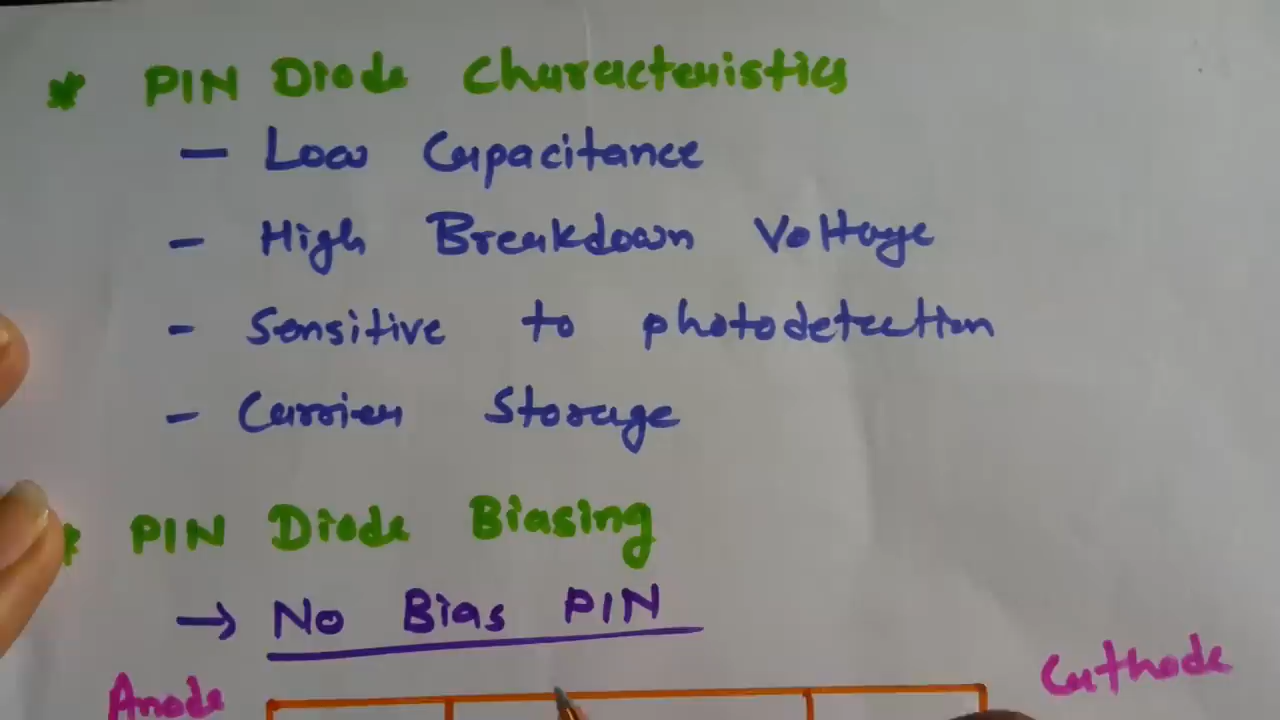 * PIN Diode Characteristics
- Low Capacitance
- High Breakdown Voltage
- Sensitive to photodetection
- Carrier Storage
* PIN Diode Biasing
→ No Bias PIN
Anode Cathode